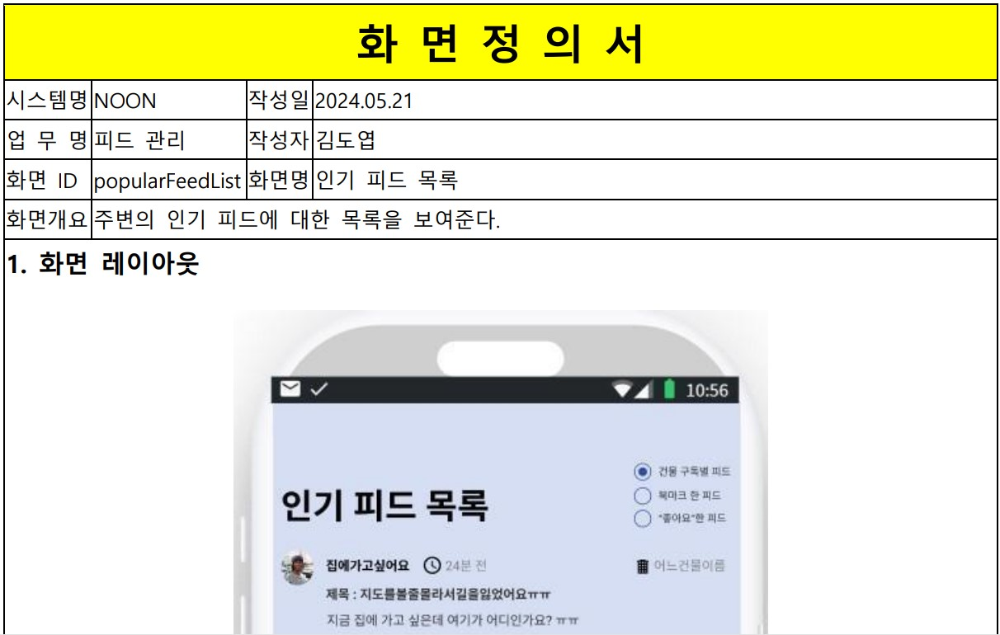 화 면 정 의 서
시스템명 NOON 작성일 2024.05.21
업 무 명 피드 관리 작성자 김도엽
화면 ID popularFeedList 화면명 인기 피드 목록
화면개요 주변의 인기 피드에 대한 목록을 보여준다.
1. 화면 레이아웃
10:56
건물 구독별 피드
북마크 한 피드
"좋아요"한 피드
인기 피드 목록
집에가고싶어요 24분 전 어느건물이름
제목 : 지도를볼줄몰라서길을잃었어요ㅠㅠ
지금 집에 가고 싶은데 여기가 어디인가요? ㅠㅠ